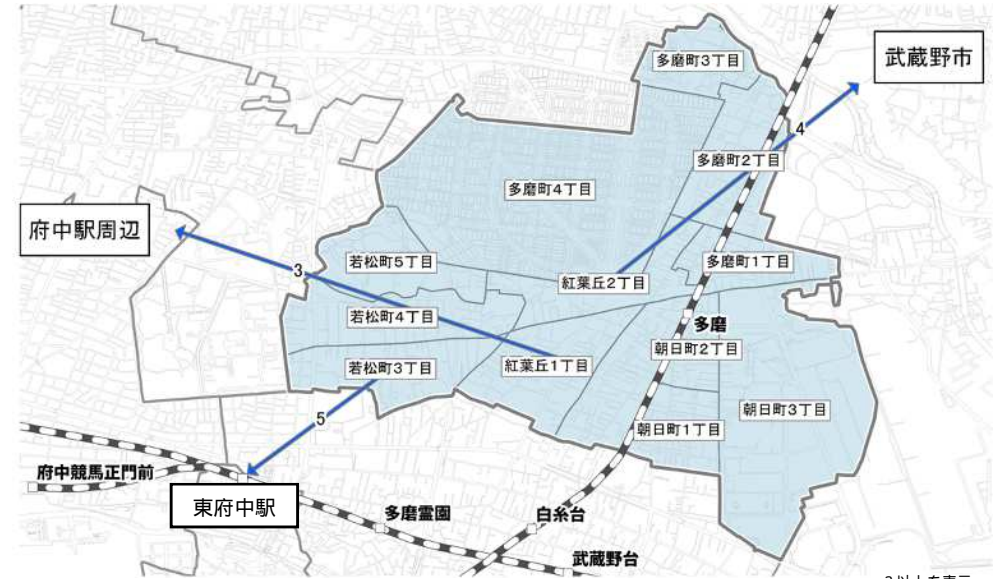 多磨町3丁目
武蔵野市
4
多磨町2丁目
多磨町4丁目
府中駅周辺
若松町5丁目
多磨町1丁目
3
紅葉丘2丁目
若松町4丁目
多磨
朝日町2丁目
若松町3丁目
紅葉丘1丁目
朝日町3丁目
5
朝日町1丁目
府中競馬正門前
東府中駅
多磨霊園
白糸台
武蔵野台